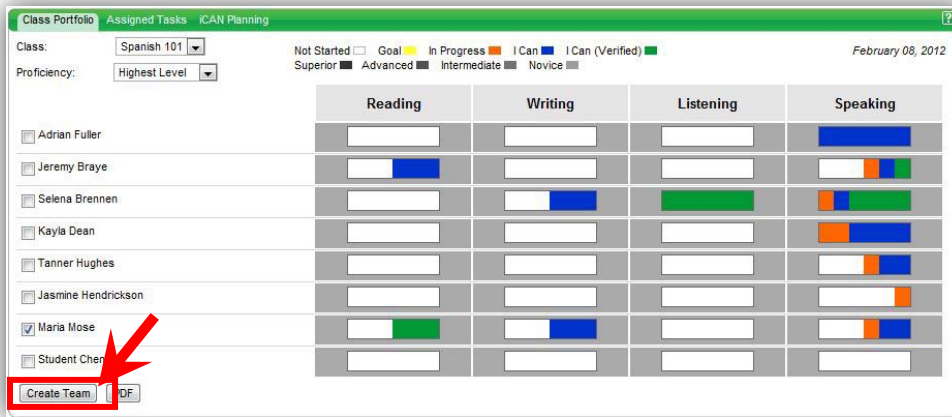 Class Portfolio Assigned Tasks iCAN Planning ?
Class: Spanish 101
Not Started Goal In Progress I Can I Can (Verified)
February 08, 2012
Superior Advanced Intermediate Novice
Proficiency: Highest Level
Reading Writing Listening Speaking
Adrian Fuller
Jeremy Braye
Selena Brennen
Kayla Dean
Tanner Hughes
Jasmine Hendrickson
Maria Mose
Student Chen
Create Team PDF